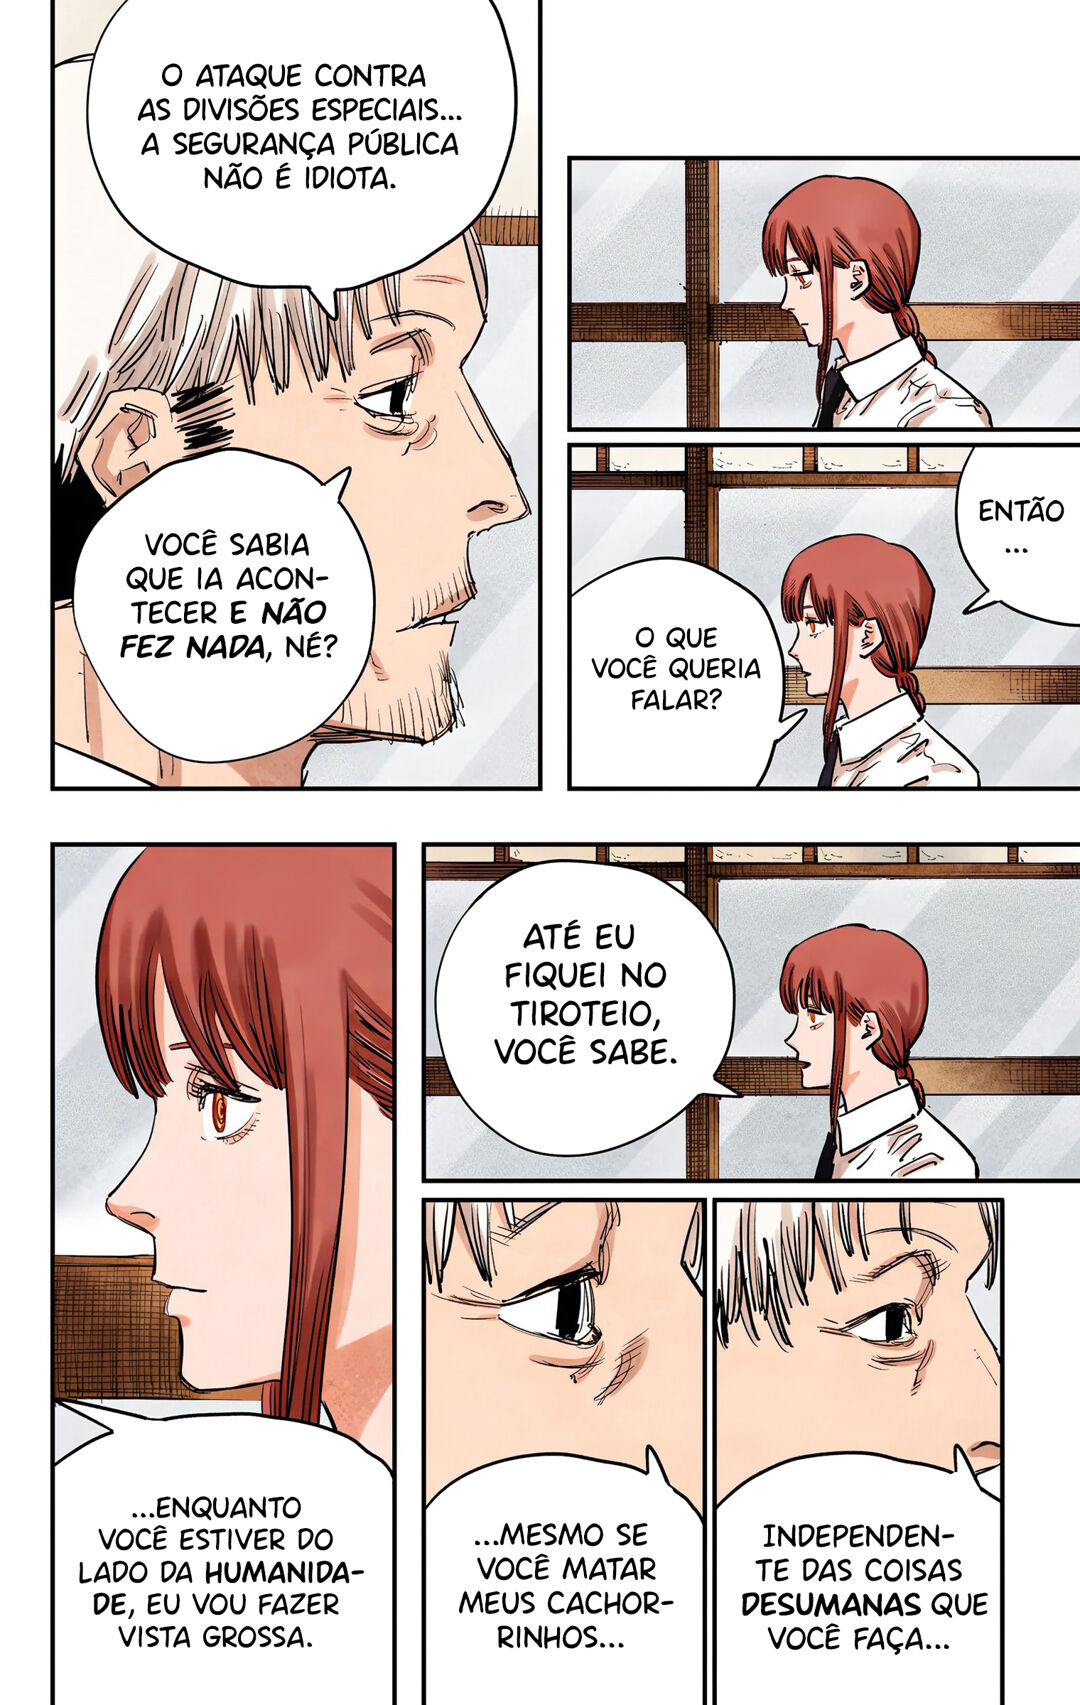 ENTÃO
...
O QUE
VOCÊ QUERIA
FALAR?
O ATAQUE CONTRA
AS DIVISÕES ESPECIAIS...
A SEGURANÇA PÚBLICA
NÃO É IDIOTA.
VOCÊ SABIA
QUE IA ACON-
TECER E NÃO
FEZ NADA, NÉ?
ATÉ EU
FIQUEI NO
TIROTEIO,
VOCÊ SABE.
INDEPENDEN-
TE DAS COISAS
DESUMANAS QUE
VOCÊ FAÇA...
...MESMO SE
VOCÊ MATAR
MEUS CACHOR-
RINHOS...
...ENQUANTO
VOCÊ ESTIVER DO
LADO DA HUMANIDA-
DE, EU VOU FAZER
VISTA GROSSA.